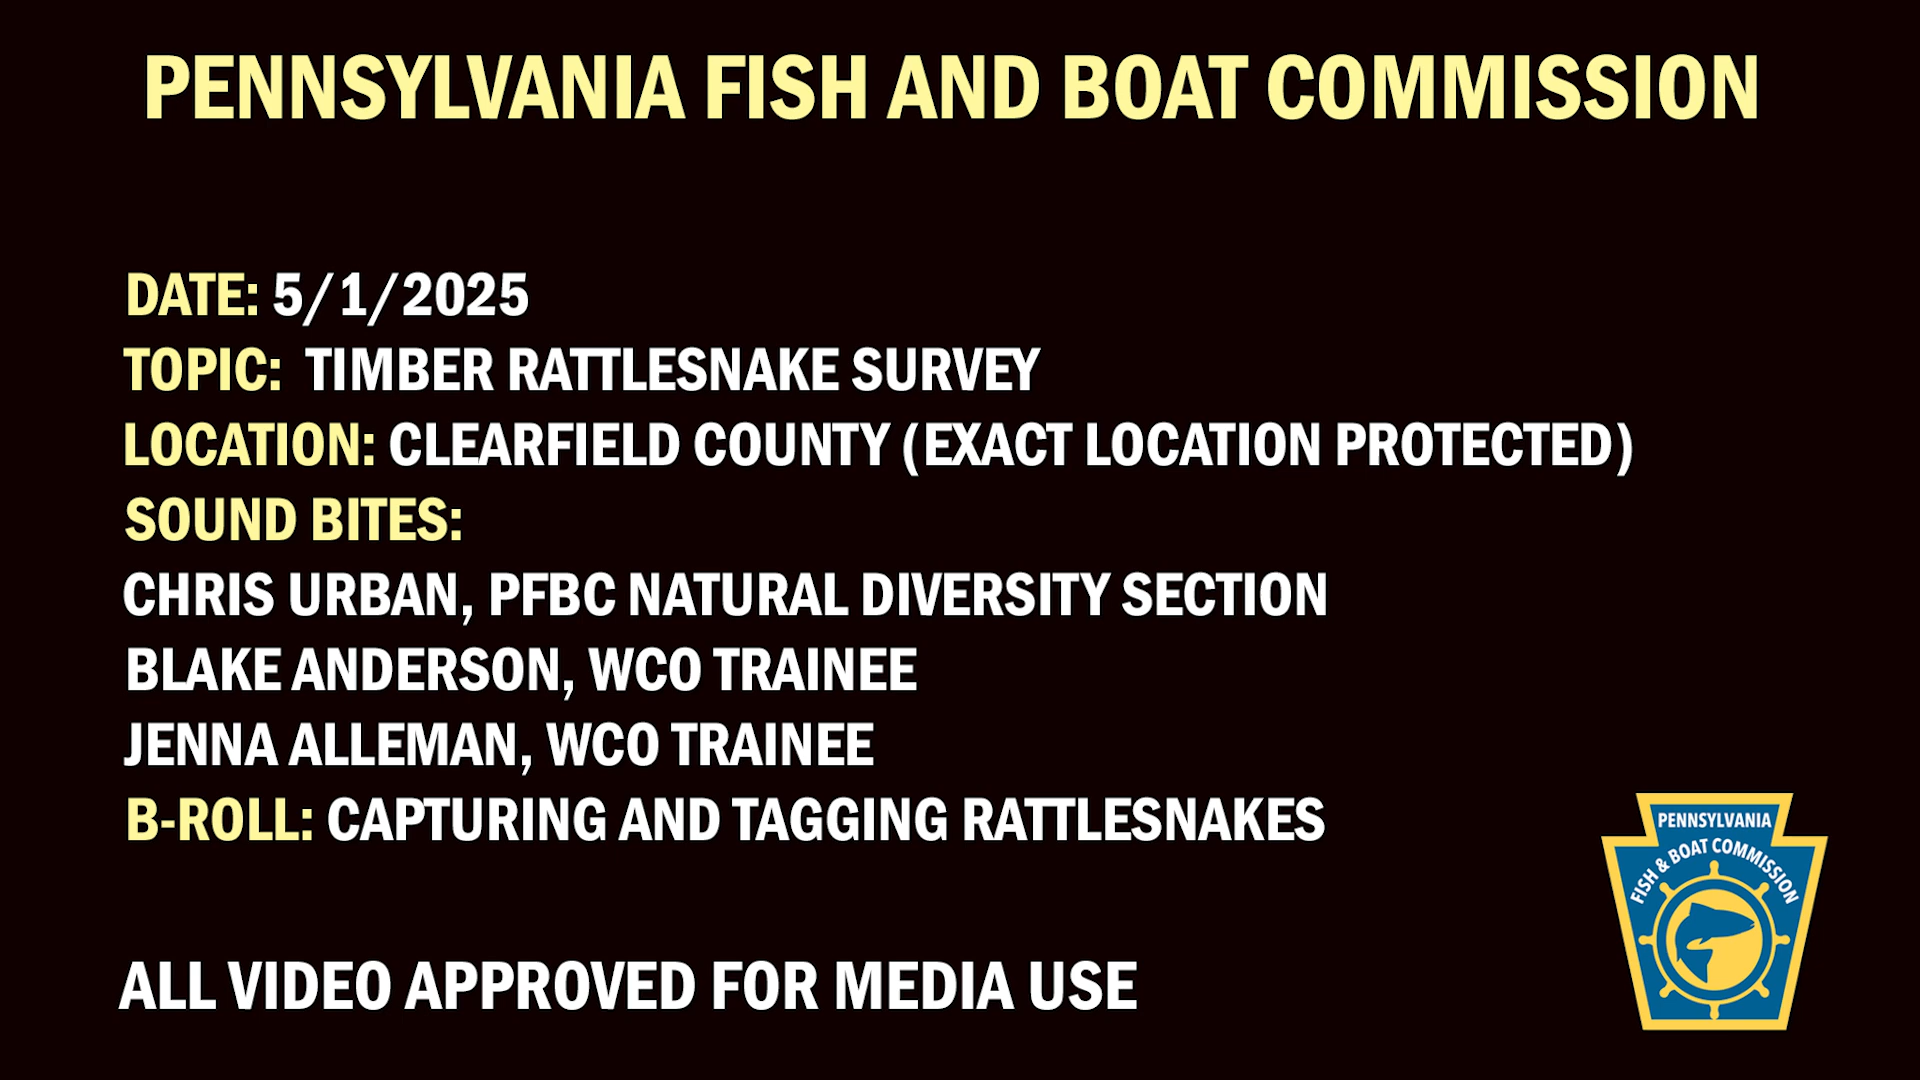 PENNSYLVANIA FISH AND BOAT COMMISSION
DATE: 5/1/2025
TOPIC: TIMBER RATTLESNAKE SURVEY
LOCATION: CLEARFIELD COUNTY (EXACT LOCATION PROTECTED)
SOUND BITES:
CHRIS URBAN, PFBC NATURAL DIVERSITY SECTION
BLAKE ANDERSON, WCO TRAINEE
JENNA ALLEMAN, WCO TRAINEE
B-ROLL: CAPTURING AND TAGGING RATTLESNAKES
PENNSYLVANIA
FISH & BOAT COMMISSION
ALL VIDEO APPROVED FOR MEDIA USE